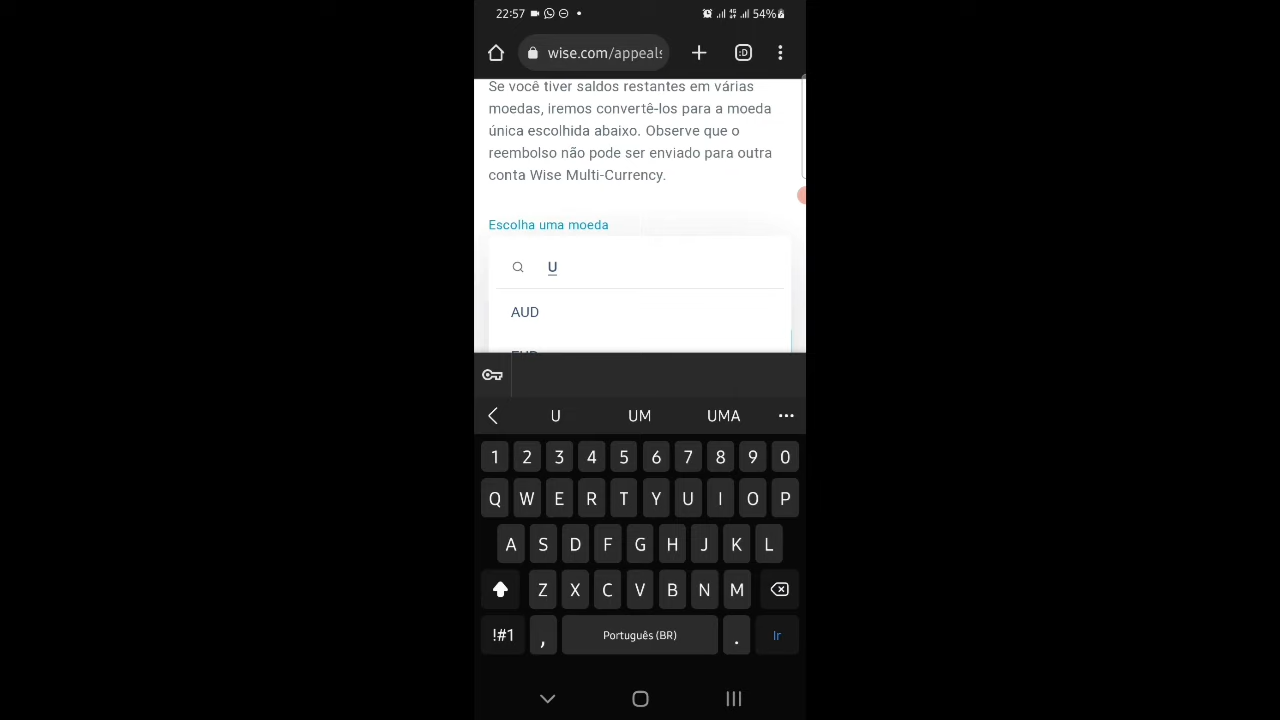 22:57 54%
wise.com/appeals
:D
Se você tiver saldos restantes em várias
moedas, iremos convertê-los para a moeda
única escolhida abaixo. Observe que o
reembolso não pode ser enviado para outra
conta Wise Multi-Currency.
Escolha uma moeda
U
AUD
U UM UMA
1 2 3 4 5 6 7 8 9 0
Q W E R T Y U I O P
A S D F G H J K L
Z X C V B N M
!#1 , Português (BR) . Ir